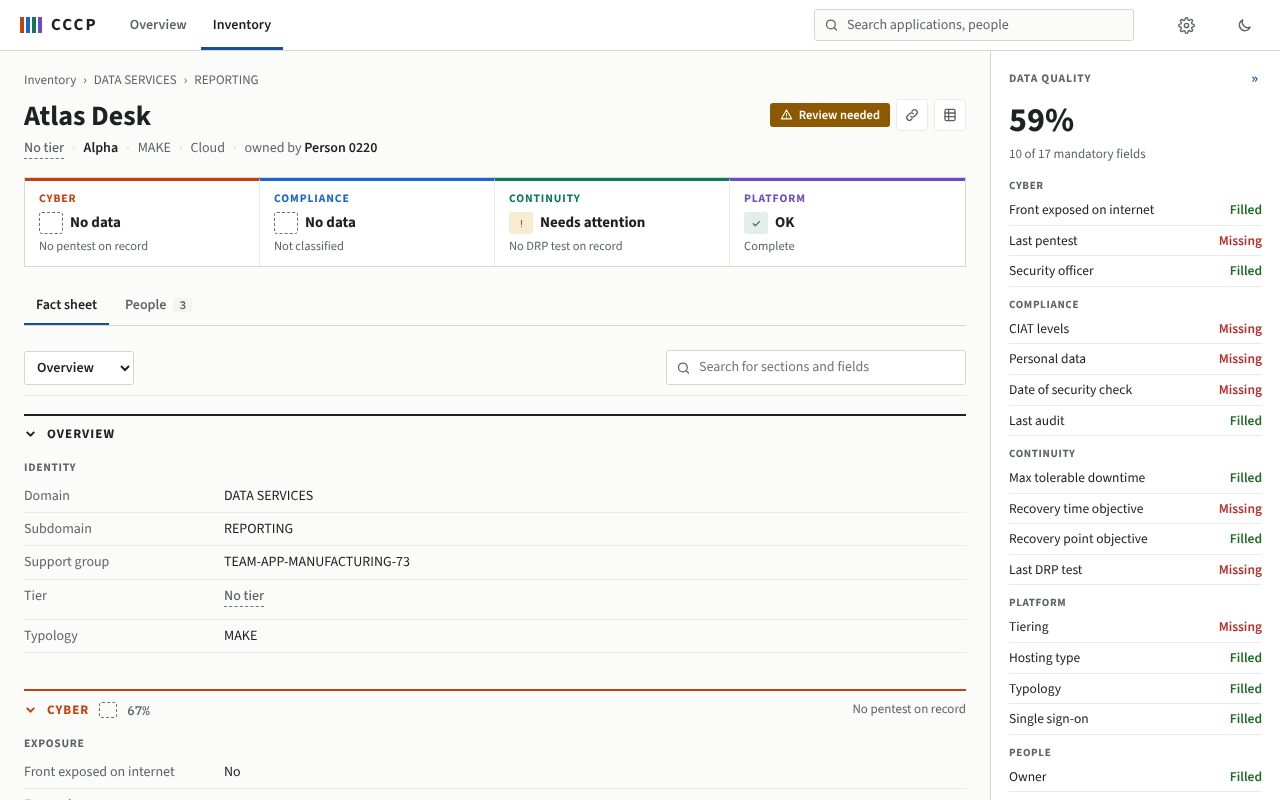 CCCP
Overview
Inventory
Search applications, people
Inventory › DATA SERVICES › REPORTING
Atlas Desk
Review needed
No tier · Alpha · MAKE · Cloud · owned by Person 0220
CYBER
No data
No pentest on record
COMPLIANCE
No data
Not classified
CONTINUITY
! Needs attention
No DRP test on record
PLATFORM
OK
Complete
Fact sheet
People 3
Overview
Search for sections and fields
OVERVIEW
IDENTITY
Domain DATA SERVICES
Subdomain REPORTING
Support group TEAM-APP-MANUFACTURING-73
Tier No tier
Typology MAKE
CYBER 67% No pentest on record
EXPOSURE
Front exposed on internet No
DATA QUALITY »
59%
10 of 17 mandatory fields
CYBER
Front exposed on internet Filled
Last pentest Missing
Security officer Filled
COMPLIANCE
CIAT levels Missing
Personal data Missing
Date of security check Missing
Last audit Filled
CONTINUITY
Max tolerable downtime Filled
Recovery time objective Missing
Recovery point objective Filled
Last DRP test Missing
PLATFORM
Tiering Missing
Hosting type Filled
Typology Filled
Single sign-on Filled
PEOPLE
Owner Filled